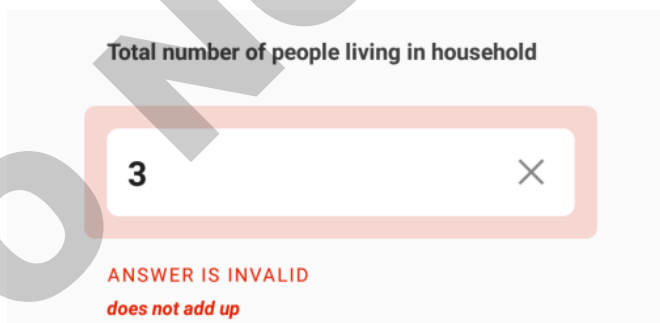 Total number of people living in household
3
ANSWER IS INVALID
does not add up